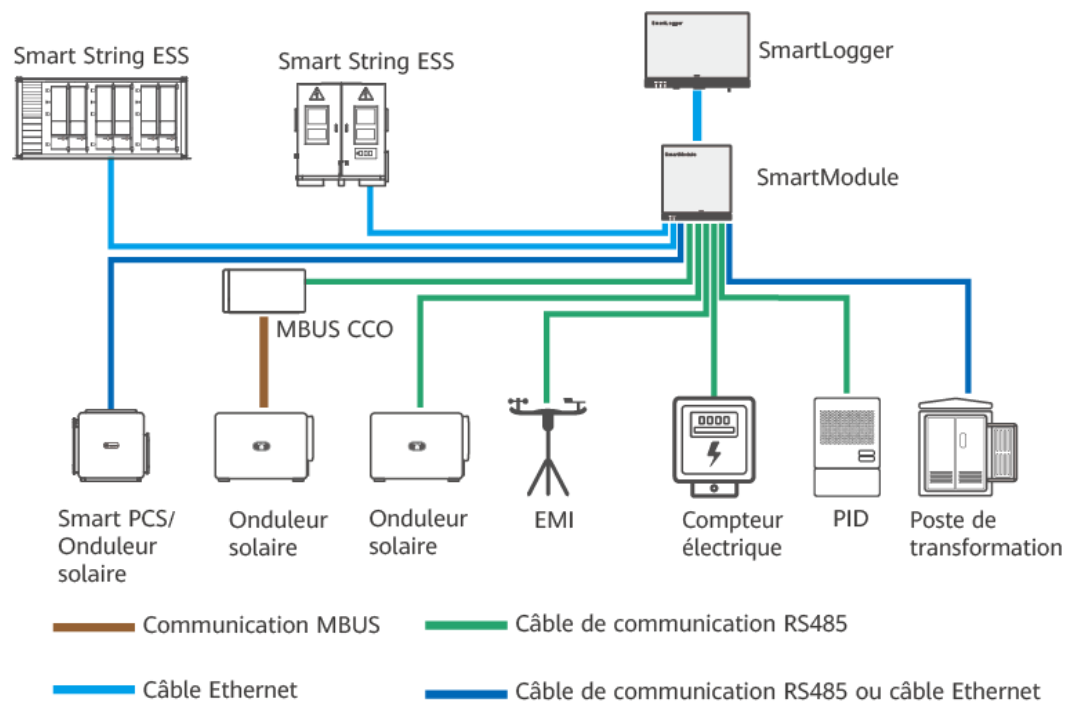 SmartLogger
Smart String ESS
Smart String ESS
SmartLogger
SmartModule
SmartModule
MBUS CCO
Smart PCS/
Onduleur
solaire
Onduleur
solaire
Onduleur
solaire
EMI
Compteur
électrique
PID
Poste de
transformation
Communication MBUS
Câble de communication RS485
Câble Ethernet
Câble de communication RS485 ou câble Ethernet